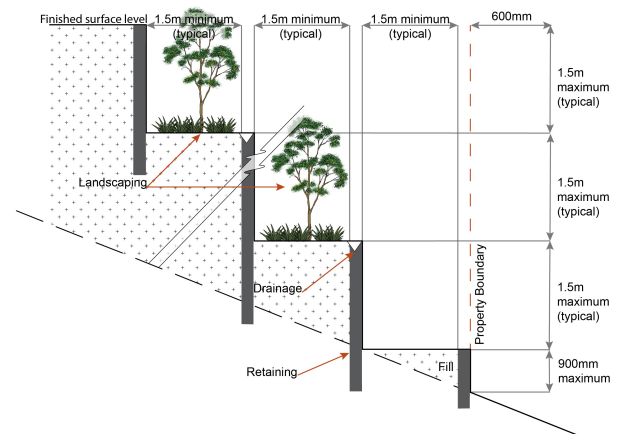 Finished surface level
1.5m minimum
(typical)
1.5m minimum
(typical)
1.5m minimum
(typical)
600mm
1.5m
maximum
(typical)
Landscaping
1.5m
maximum
(typical)
Drainage
Property Boundary
1.5m
maximum
(typical)
Retaining
Fill
900mm
maximum